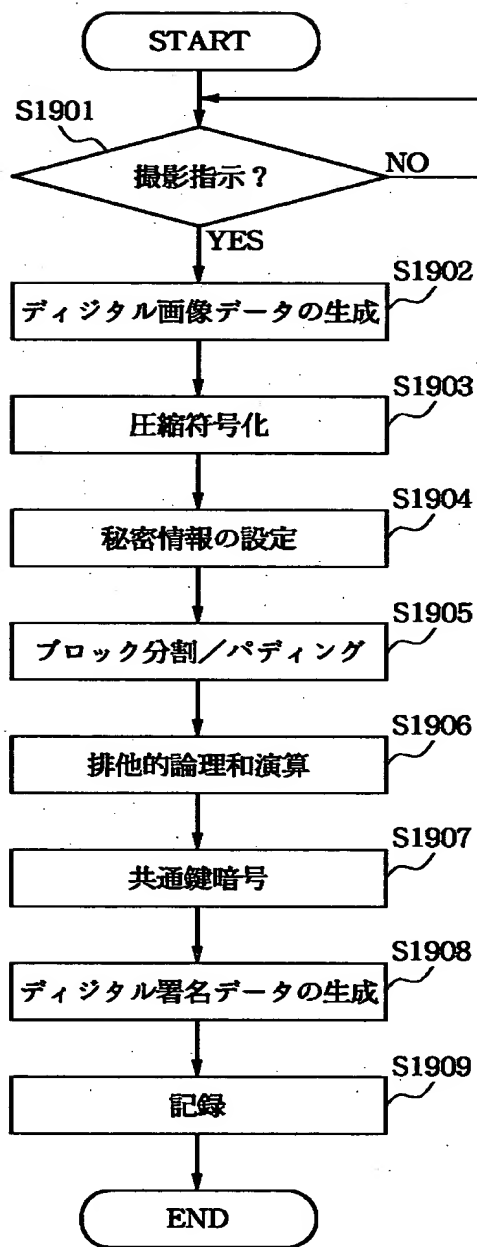 START
S1901
撮影指示？
NO
YES
S1902
ディジタル画像データの生成
S1903
圧縮符号化
S1904
秘密情報の設定
S1905
ブロック分割／パディング
S1906
排他的論理和演算
S1907
共通鍵暗号
S1908
ディジタル署名データの生成
S1909
記録
END